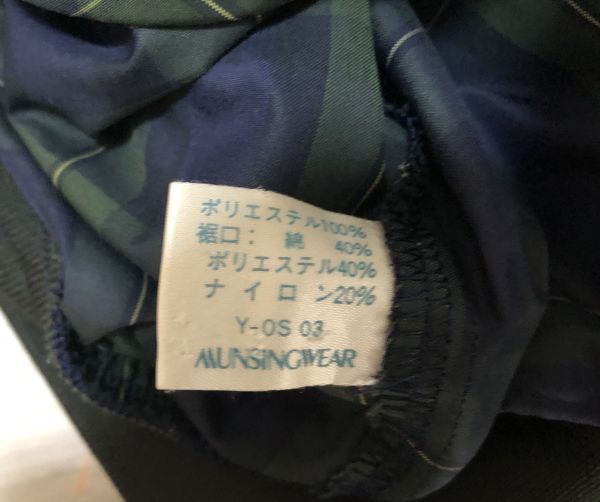 ポリエステル100%
裾口： 綿 40%
ポリエステル40%
ナイロン20%
Y-OS 03
MUNSINGWEAR